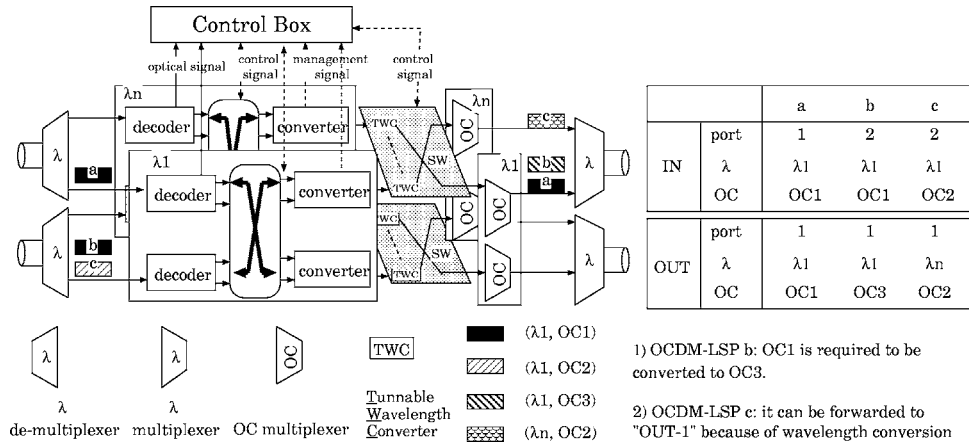 Control Box
optical signal
control signal
management signal
control signal
λn
decoder
converter
TWC
SW
TWC
OC
λn
c
λ
a
λ1
decoder
converter
λ1
b
a
OC
λ
λ
b
c
decoder
converter
TWC
SW
TWC
OC
OC
λ
a b c
IN port 1 2 2
λ λ1 λ1 λ1
OC OC1 OC1 OC2
OUT port 1 1 1
λ λ1 λ1 λn
OC OC1 OC3 OC2
λ
λ
de-multiplexer
λ
λ
multiplexer
OC
OC multiplexer
TWC
Tunnable
Wavelength
Converter
(λ1, OC1)
(λ1, OC2)
(λ1, OC3)
(λn, OC2)
1) OCDM-LSP b: OC1 is required to be
converted to OC3.
2) OCDM-LSP c: it can be forwarded to
"OUT-1" because of wavelength conversion